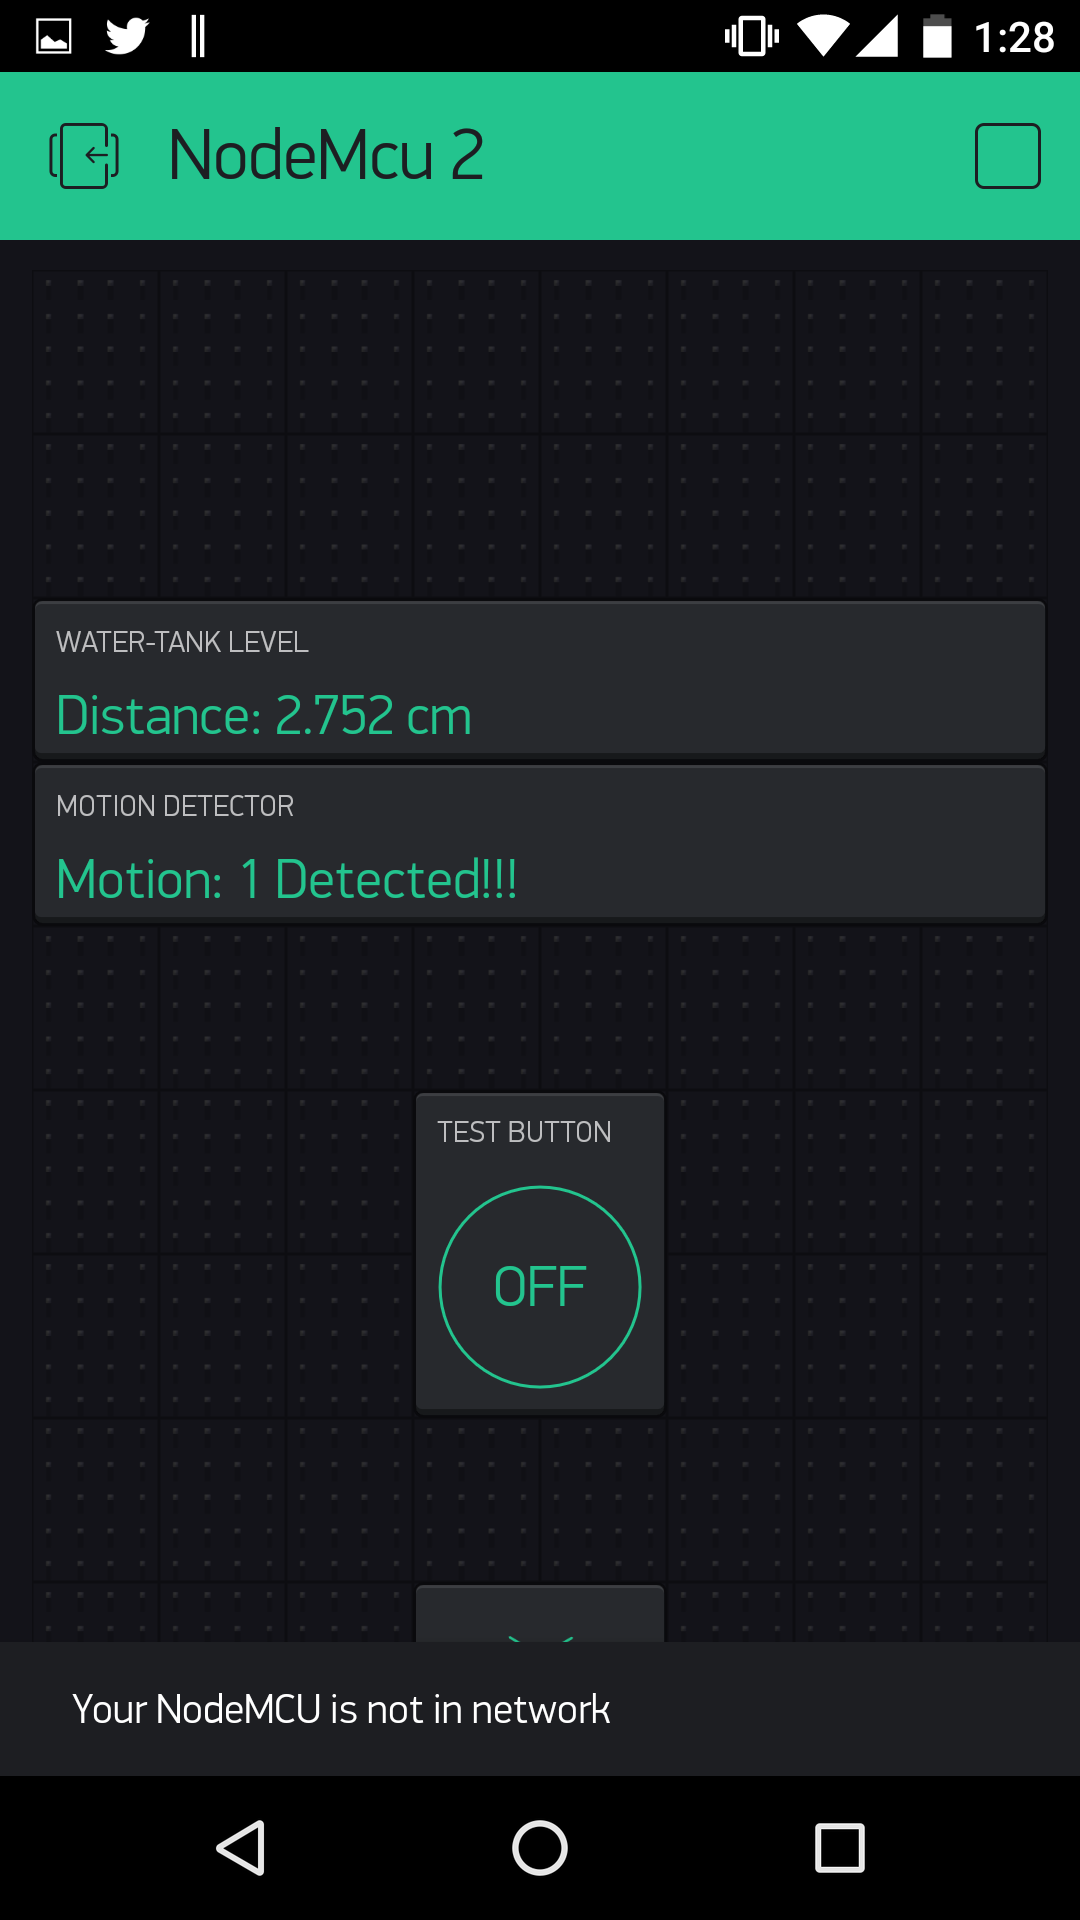 1:28
NodeMcu 2
WATER-TANK LEVEL
Distance: 2.752 cm
MOTION DETECTOR
Motion: 1 Detected!!!
TEST BUTTON
OFF
Your NodeMCU is not in network